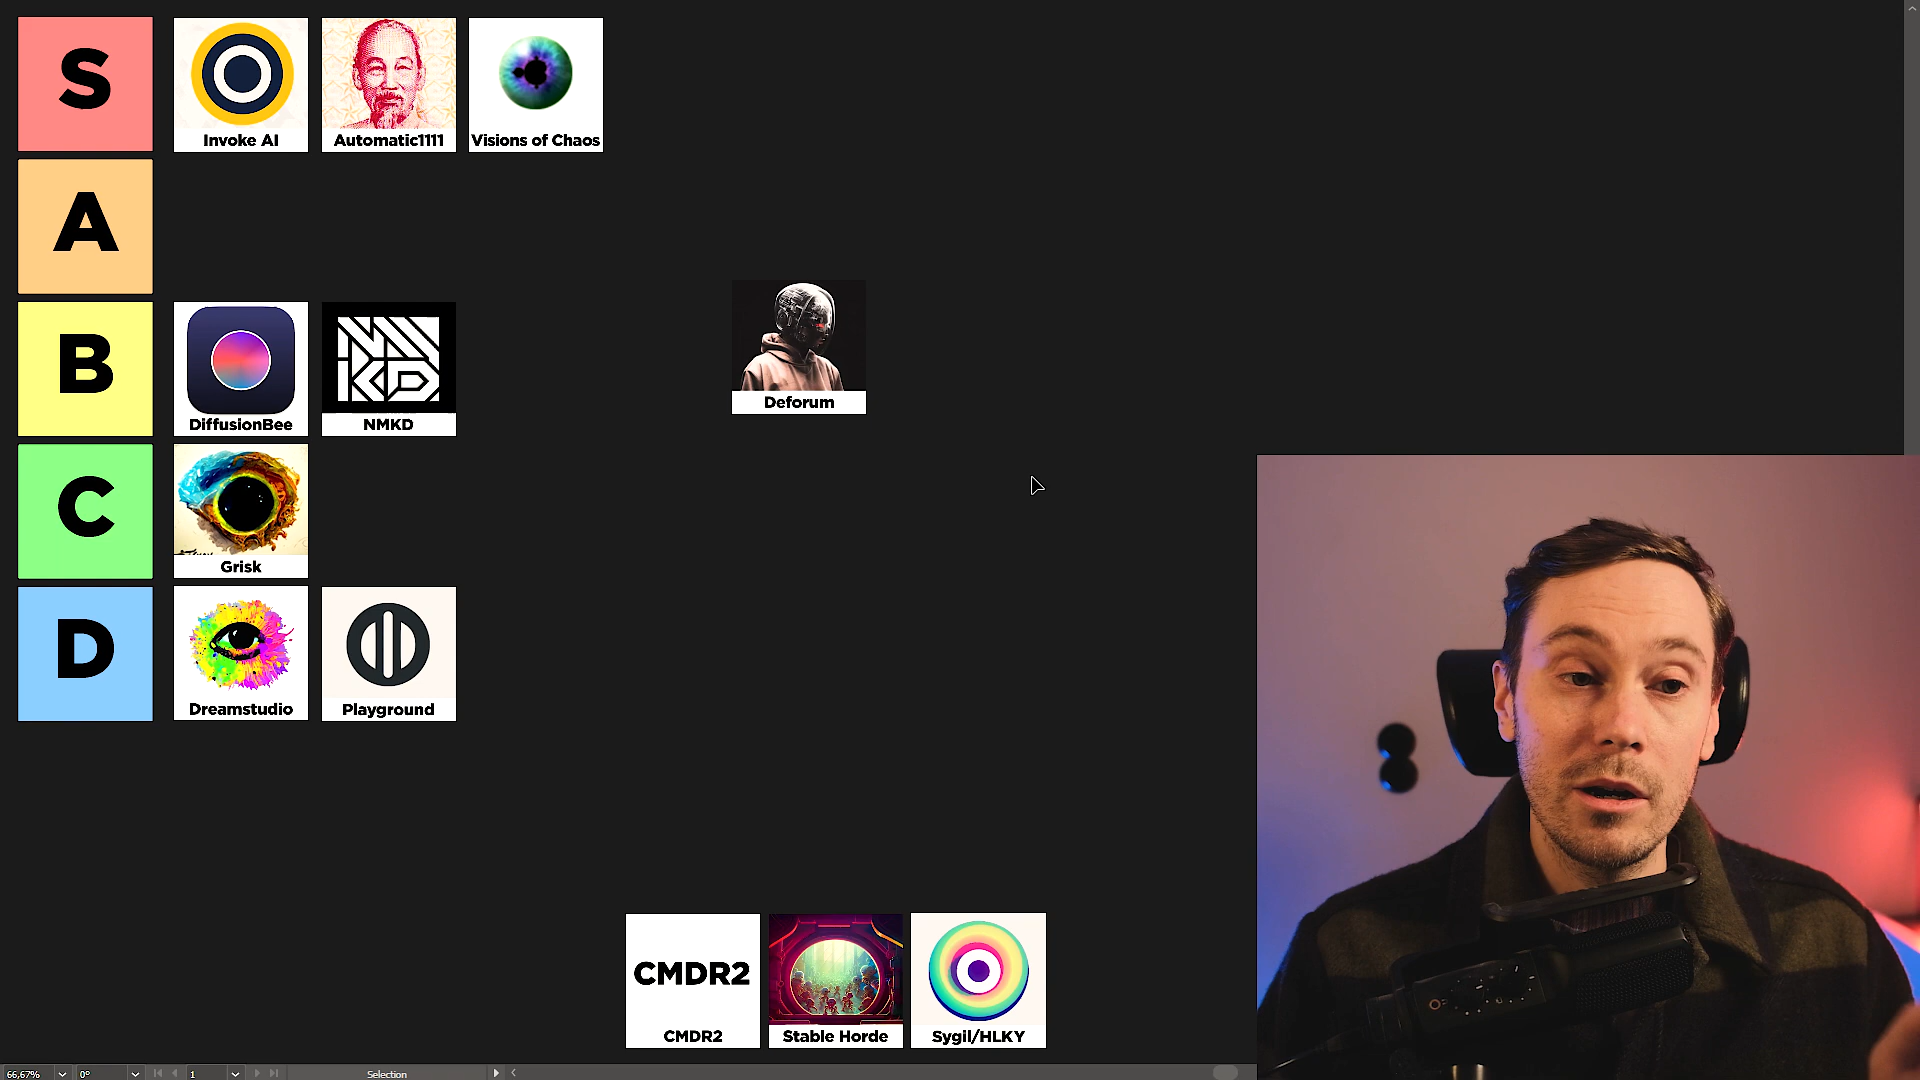 S
Invoke AI
Automatic1111
Visions of Chaos
A
B
DiffusionBee
NMKD
NMKD
Deforum
C
Grisk
D
Dreamstudio
Playground
CMDR2
CMDR2
Stable Horde
Sygil/HLKY
66,67%
0°
1
Selection